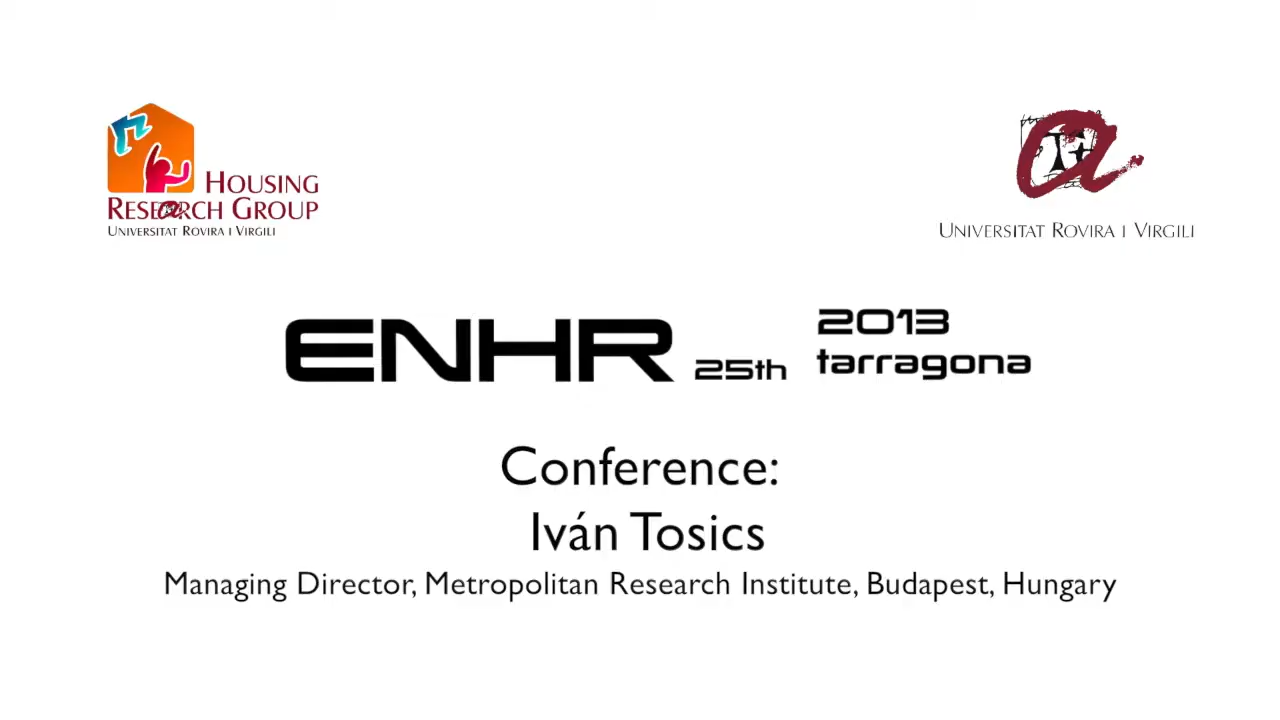 HOUSING
RESEARCH GROUP
UNIVERSITAT ROVIRA I VIRGILI
UNIVERSITAT ROVIRA I VIRGILI
ENHR 25th 2013
tarragona
Conference:
Iván Tosics
Managing Director, Metropolitan Research Institute, Budapest, Hungary